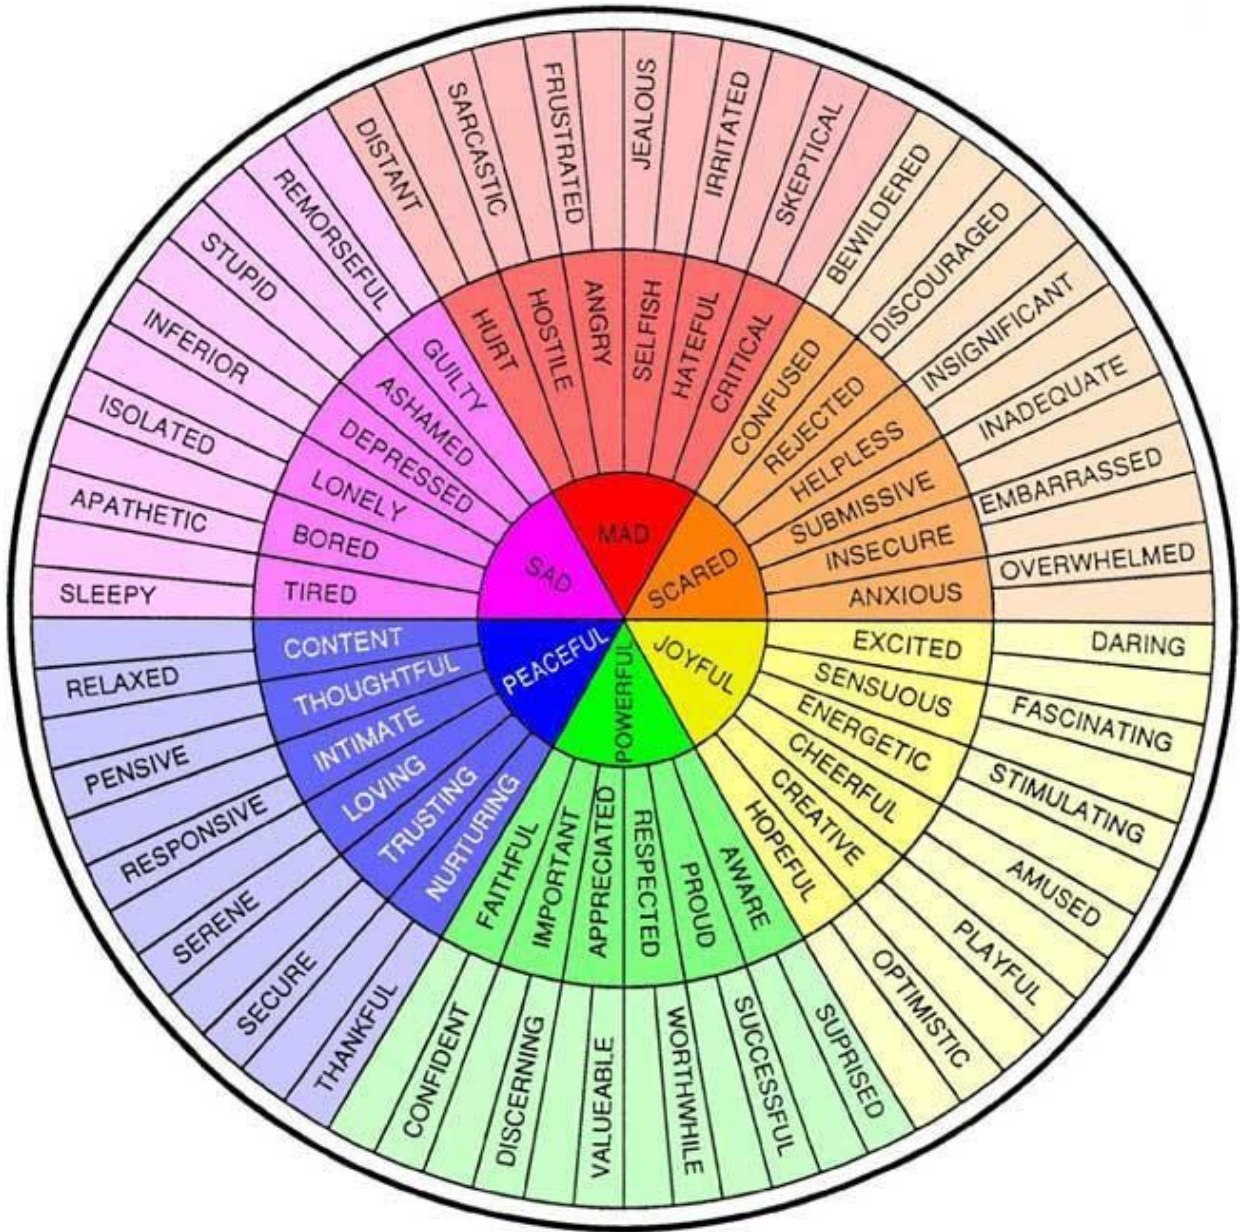 MAD
SCARED
JOYFUL
POWERFUL
PEACEFUL
SAD
HURT
HOSTILE
ANGRY
SELFISH
HATEFUL
CRITICAL
CONFUSED
REJECTED
HELPLESS
SUBMISSIVE
INSECURE
ANXIOUS
EXCITED
SENSUOUS
ENERGETIC
CHEERFUL
CREATIVE
HOPEFUL
AWARE
PROUD
RESPECTED
APPRECIATED
IMPORTANT
FAITHFUL
NURTURING
TRUSTING
LOVING
INTIMATE
THOUGHTFUL
CONTENT
TIRED
BORED
LONELY
DEPRESSED
ASHAMED
GUILTY
DISTANT
SARCASTIC
FRUSTRATED
JEALOUS
IRRITATED
SKEPTICAL
BEWILDERED
DISCOURAGED
INSIGNIFICANT
INADEQUATE
EMBARRASSED
OVERWHELMED
DARING
FASCINATING
STIMULATING
AMUSED
PLAYFUL
OPTIMISTIC
SUPRISED
SUCCESSFUL
WORTHWHILE
VALUEABLE
DISCERNING
CONFIDENT
THANKFUL
SECURE
SERENE
RESPONSIVE
PENSIVE
RELAXED
SLEEPY
APATHETIC
ISOLATED
INFERIOR
STUPID
REMORSEFUL